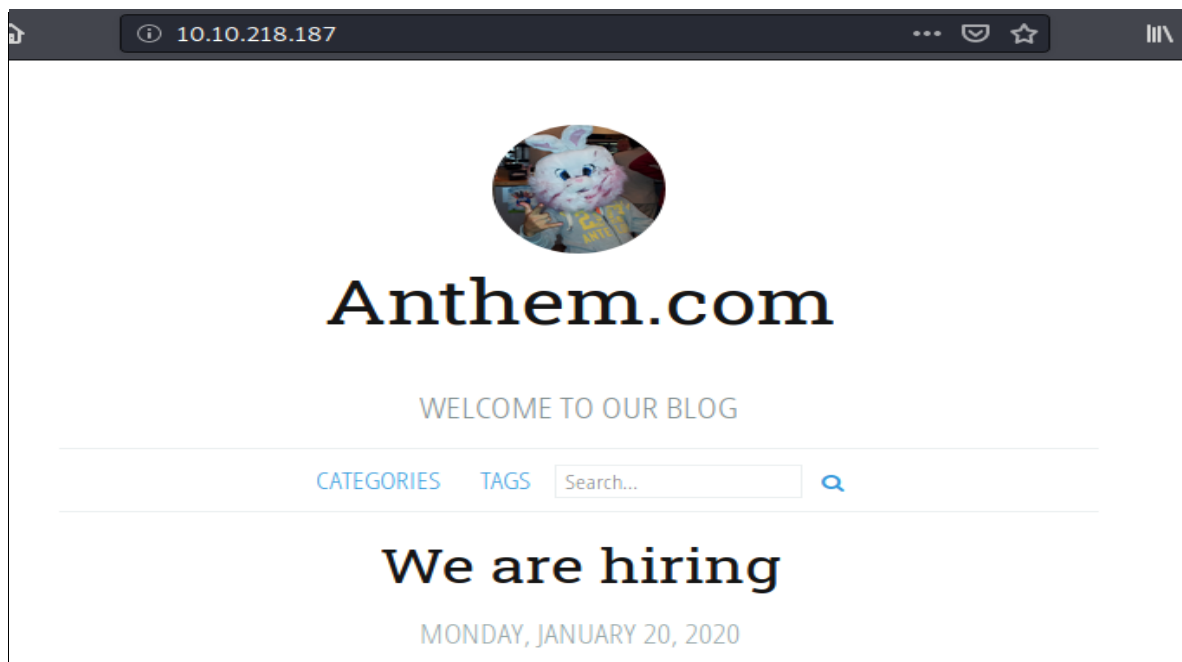 10.10.218.187
Anthem.com
WELCOME TO OUR BLOG
CATEGORIES TAGS Search...
We are hiring
MONDAY, JANUARY 20, 2020